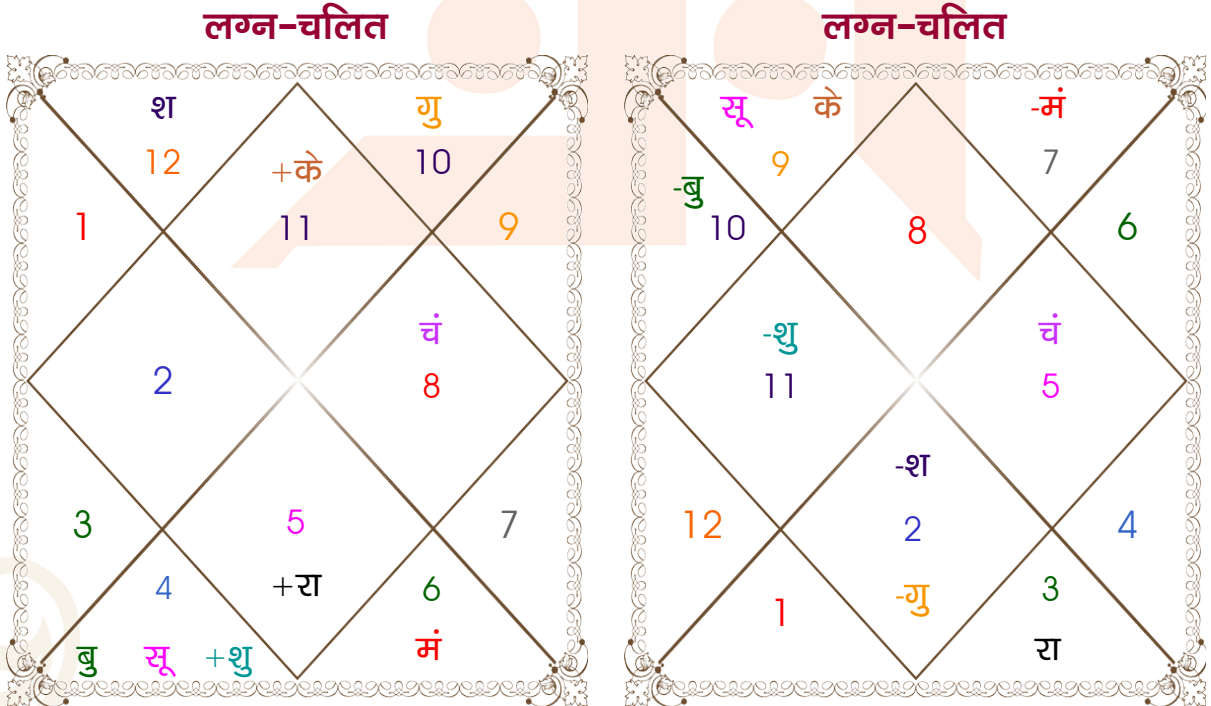 लग्न-चलित
श
गु
12
+के
10
1
11
9
चं
2
8
3
5
7
4
+रा
6
बु सू +शु
मं
लग्न-चलित
सू के
-मं
9
7
-बु
10
8
6
-शु
चं
11
5
-श
12
2
4
1
-गु
3
रा